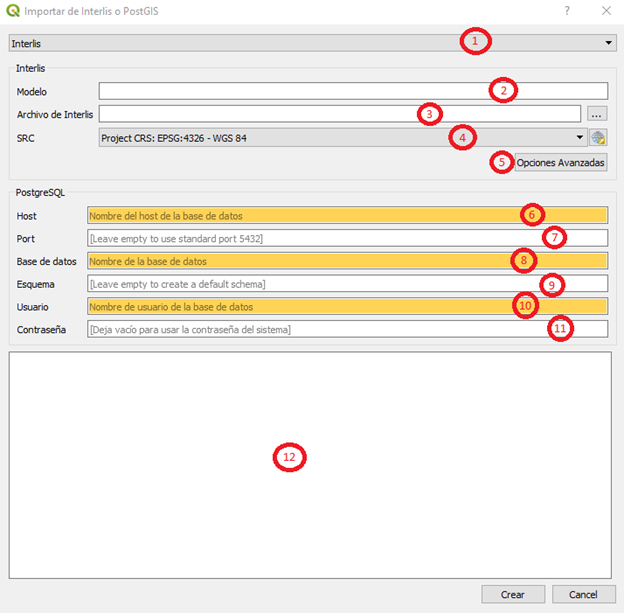 Importar de Interlis o PostGIS
Interlis 1
Interlis
Modelo 2
Archivo de Interlis 3 ...
SRC Project CRS: EPSG:4326 - WGS 84 4
5 Opciones Avanzadas
PostgreSQL
Host Nombre del host de la base de datos 6
Port [Leave empty to use standard port 5432] 7
Base de datos Nombre de la base de datos 8
Esquema [Leave empty to create a default schema] 9
Usuario Nombre de usuario de la base de datos 10
Contraseña [Deja vacío para usar la contraseña del sistema] 11
12
Crear Cancel